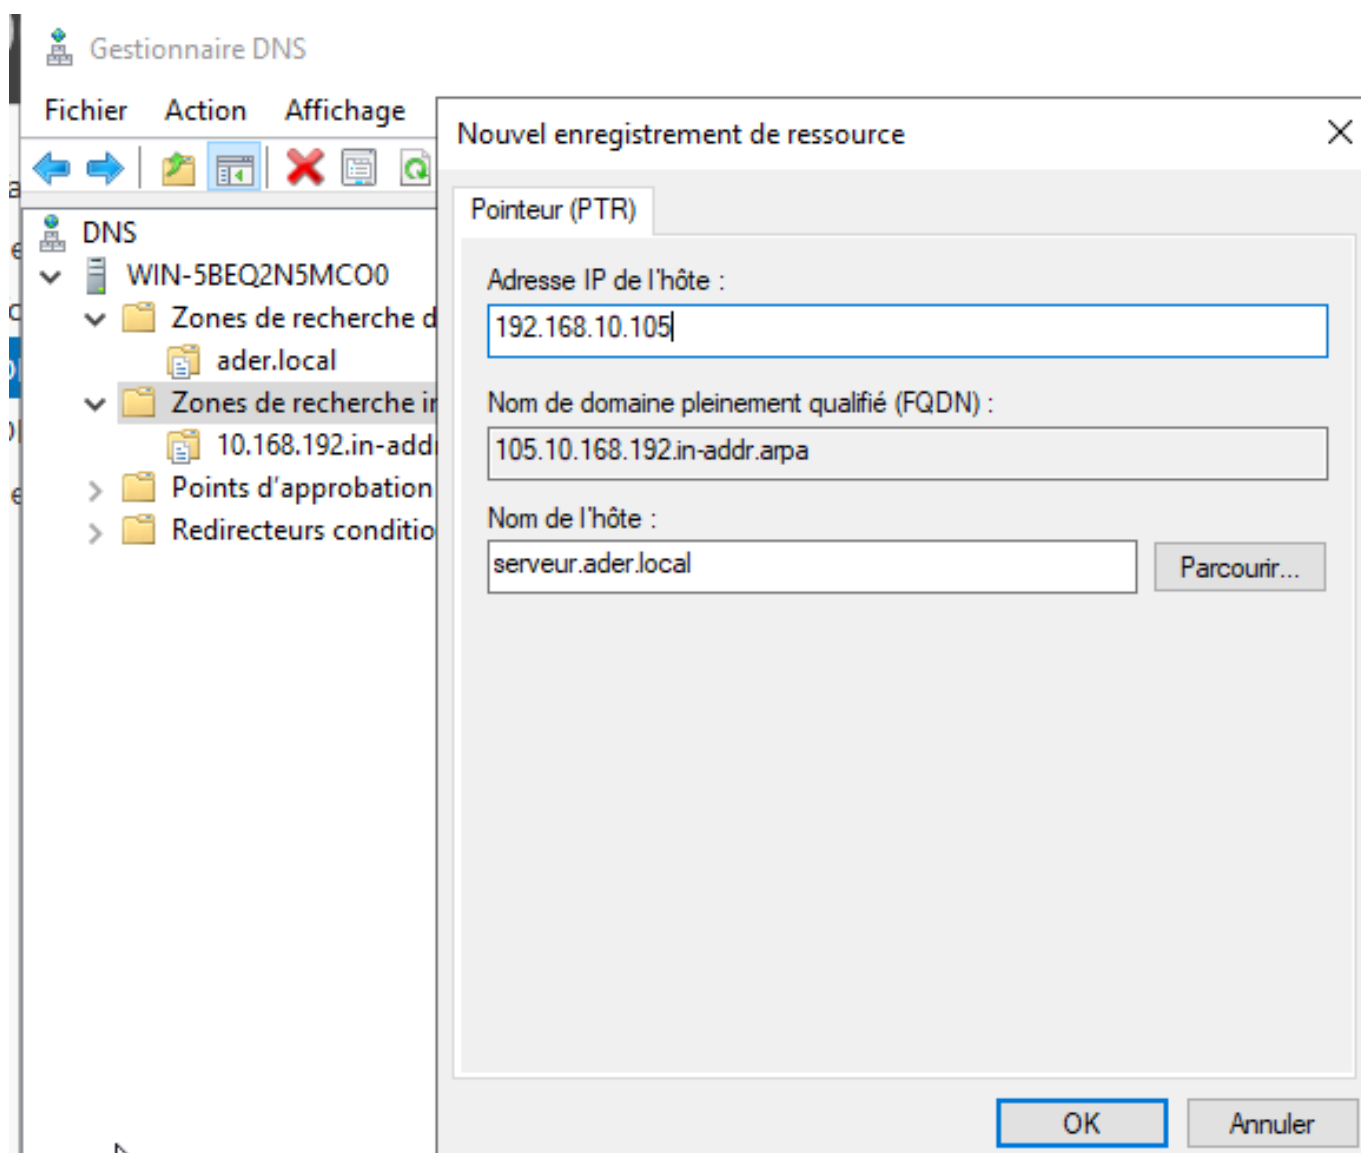 Gestionnaire DNS
Fichier Action Affichage
Nouvel enregistrement de ressource
Pointeur (PTR)
DNS
WIN-5BEQ2N5MCO0
Zones de recherche d
ader.local
Zones de recherche in
10.168.192.in-addr
Points d'approbation
Redirecteurs conditio
Adresse IP de l'hôte :
192.168.10.105
Nom de domaine pleinement qualifié (FQDN) :
105.10.168.192.in-addr.arpa
Nom de l'hôte :
serveur.ader.local
Parcourir...
OK Annuler